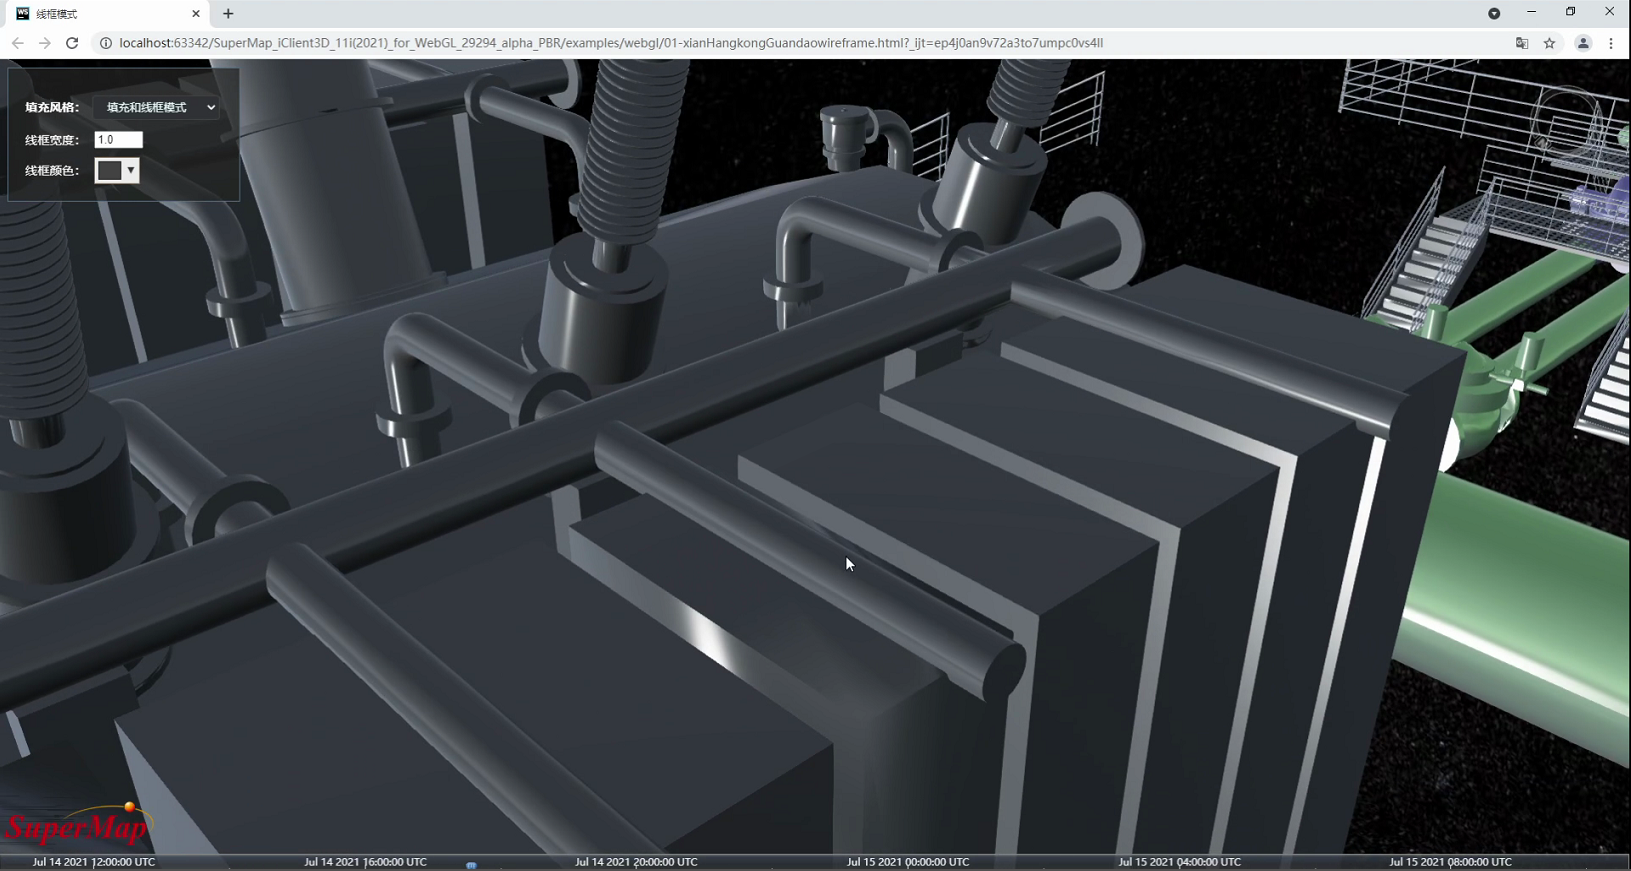 线框模式
localhost:63342/SuperMap_iClient3D_11i(2021)_for_WebGL_29294_alpha_PBR/examples/webgl/01-xianHangkongGuandaowireframe.html?_ijt=ep4j0an9v72a3to7umpc0vs4ll
填充风格： 填充和线框模式
线框宽度： 1.0
线框颜色：
SuperMap
Jul 14 2021 12:00:00 UTC Jul 14 2021 16:00:00 UTC Jul 14 2021 20:00:00 UTC Jul 15 2021 00:00:00 UTC Jul 15 2021 04:00:00 UTC Jul 15 2021 08:00:00 UTC